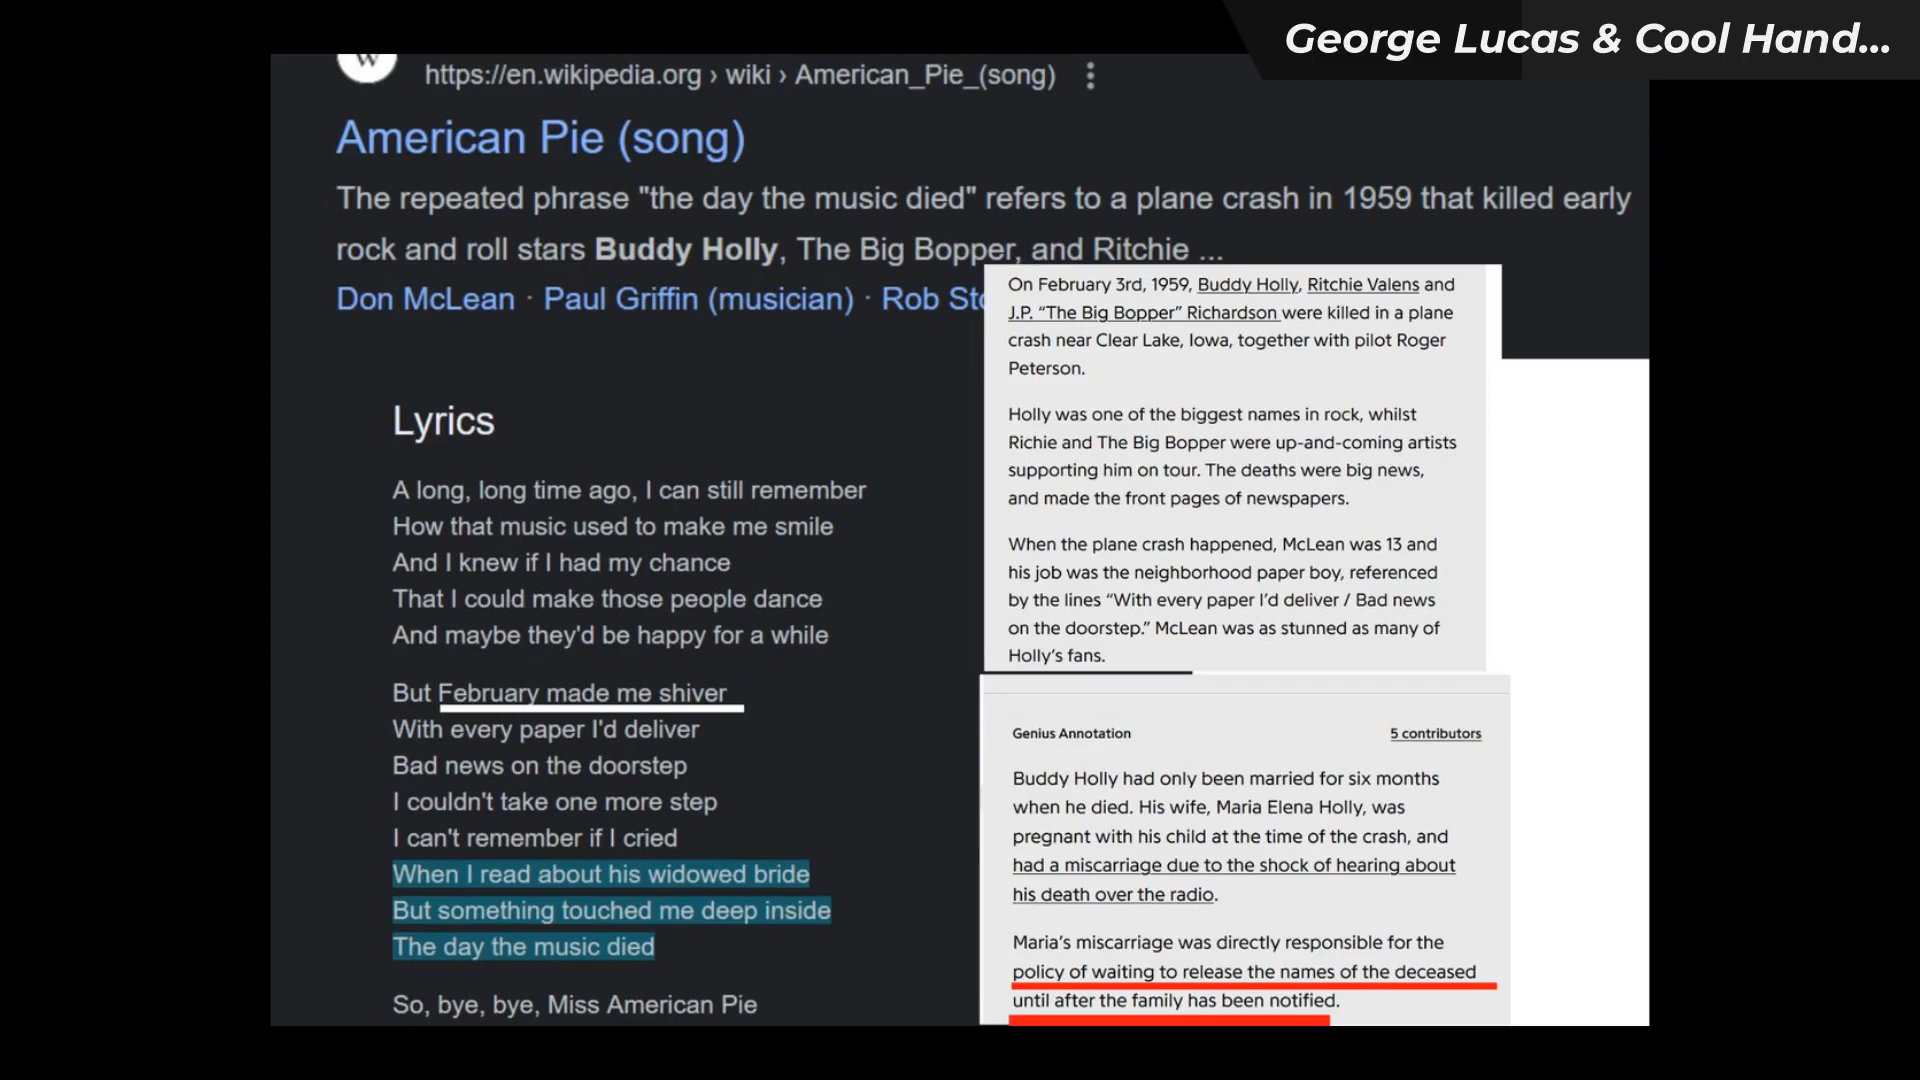 George Lucas & Cool Hand...
https://en.wikipedia.org › wiki › American_Pie_(song)
American Pie (song)
The repeated phrase "the day the music died" refers to a plane crash in 1959 that killed early
rock and roll stars Buddy Holly, The Big Bopper, and Ritchie ...
Don McLean · Paul Griffin (musician) · Rob Sto
Lyrics
A long, long time ago, I can still remember
How that music used to make me smile
And I knew if I had my chance
That I could make those people dance
And maybe they'd be happy for a while
But February made me shiver
With every paper I'd deliver
Bad news on the doorstep
I couldn't take one more step
I can't remember if I cried
When I read about his widowed bride
But something touched me deep inside
The day the music died
So, bye, bye, Miss American Pie
On February 3rd, 1959, Buddy Holly, Ritchie Valens and
J.P. “The Big Bopper” Richardson were killed in a plane
crash near Clear Lake, Iowa, together with pilot Roger
Peterson.
Holly was one of the biggest names in rock, whilst
Richie and The Big Bopper were up-and-coming artists
supporting him on tour. The deaths were big news,
and made the front pages of newspapers.
When the plane crash happened, McLean was 13 and
his job was the neighborhood paper boy, referenced
by the lines “With every paper I’d deliver / Bad news
on the doorstep.” McLean was as stunned as many of
Holly’s fans.
Genius Annotation
5 contributors
Buddy Holly had only been married for six months
when he died. His wife, Maria Elena Holly, was
pregnant with his child at the time of the crash, and
had a miscarriage due to the shock of hearing about
his death over the radio.
Maria’s miscarriage was directly responsible for the
policy of waiting to release the names of the deceased
until after the family has been notified.